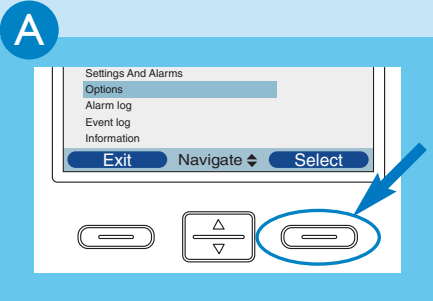 A
Settings And Alarms
Options
Alarm log
Event log
Information
Exit Navigate Select